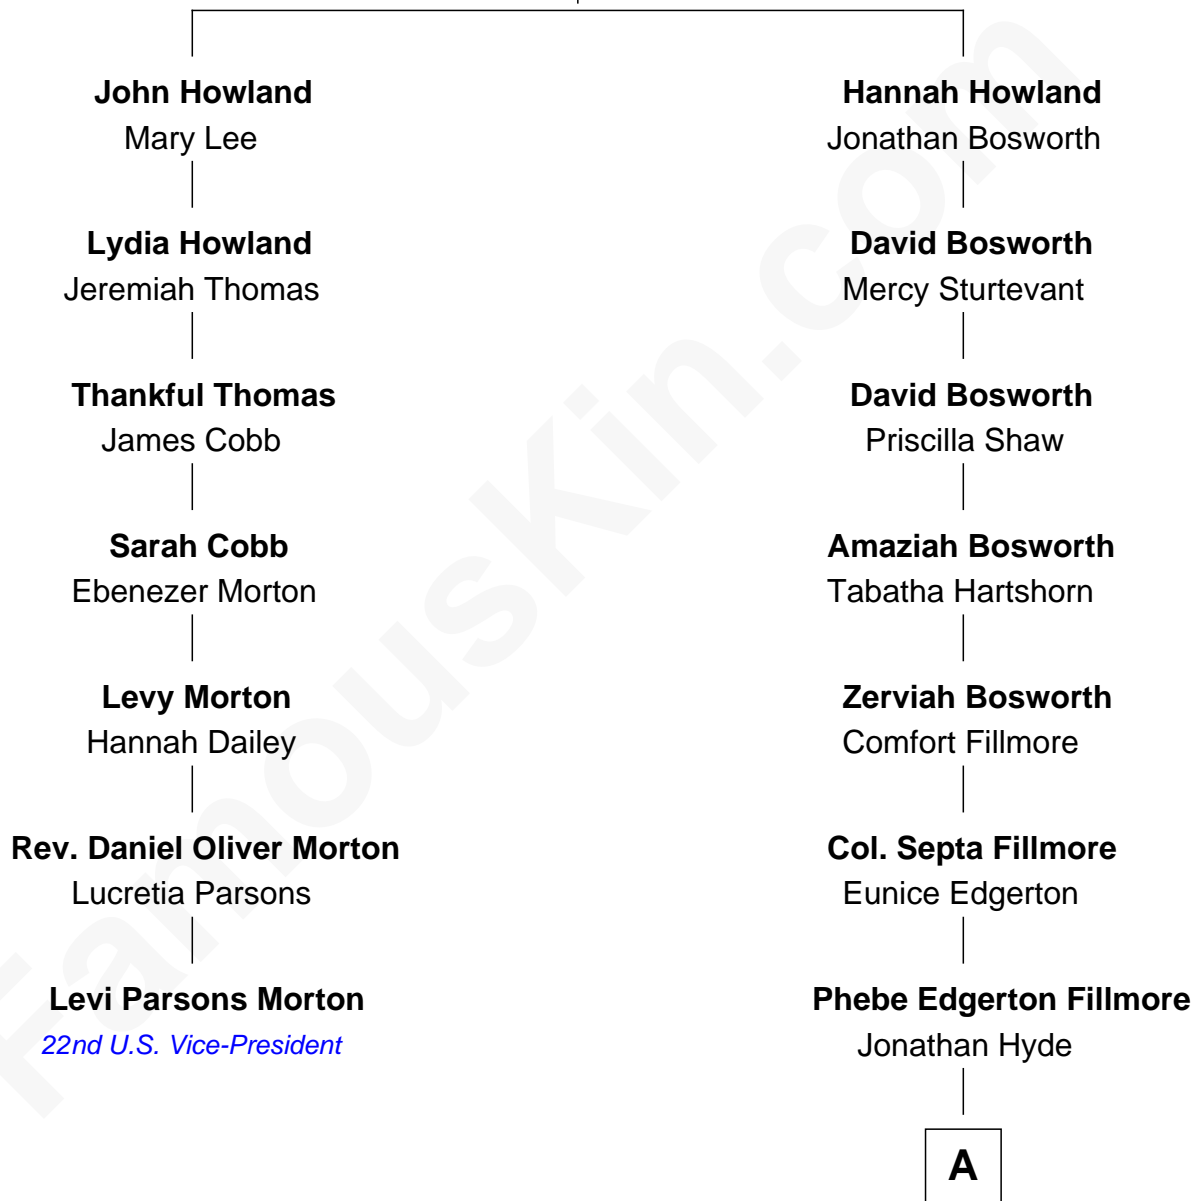 John Howland
Mary Lee
Hannah Howland
Jonathan Bosworth
Lydia Howland
Jeremiah Thomas
David Bosworth
Mercy Sturtevant
Thankful Thomas
James Cobb
David Bosworth
Priscilla Shaw
Sarah Cobb
Ebenezer Morton
Amaziah Bosworth
Tabatha Hartshorn
Levy Morton
Hannah Dailey
Zerviah Bosworth
Comfort Fillmore
Rev. Daniel Oliver Morton
Lucretia Parsons
Col. Septa Fillmore
Eunice Edgerton
Levi Parsons Morton
22nd U.S. Vice-President
Phebe Edgerton Fillmore
Jonathan Hyde
A
FamousKin.com